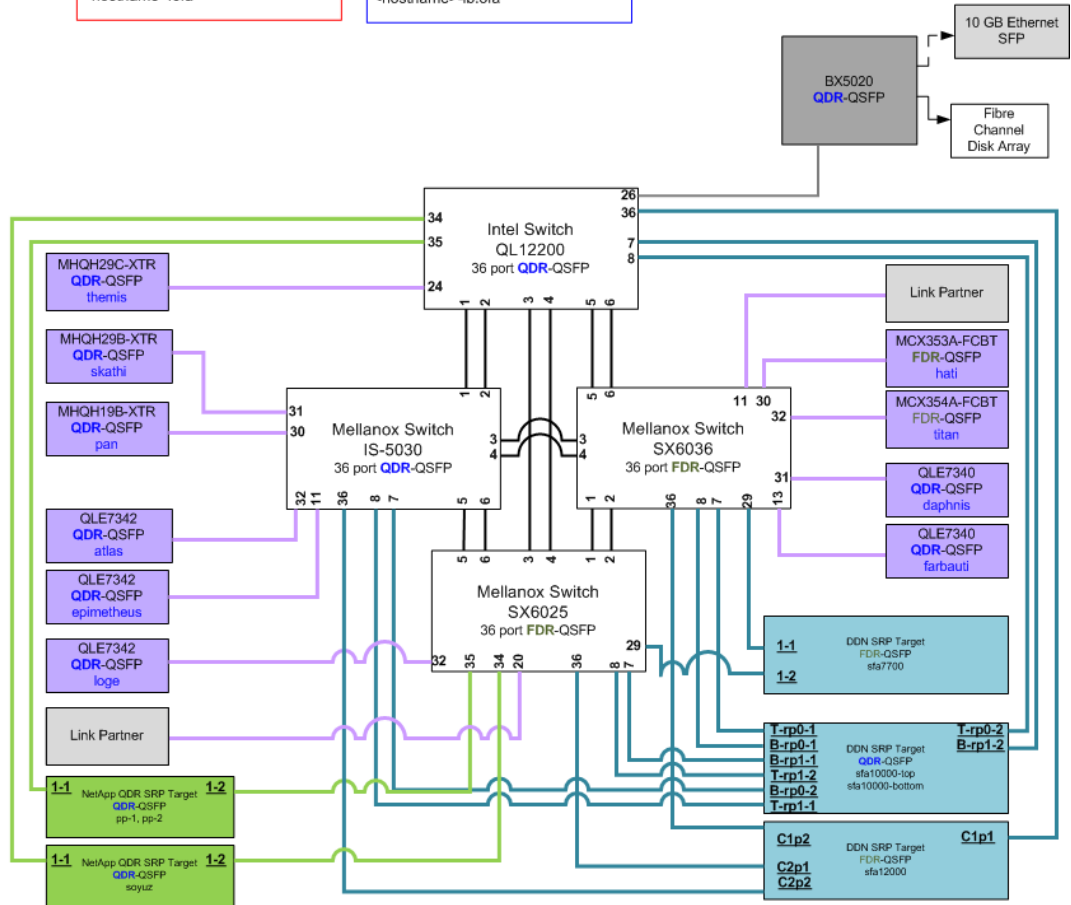 10 GB Ethernet
SFP
BX5020
QDR-QSFP
Fibre
Channel
Disk Array
26
36
7
8
34
35
24
Intel Switch
QL12200
36 port QDR-QSFP
1
2
3
4
5
6
MHQH29C-XTR
QDR-QSFP
themis
MHQH29B-XTR
QDR-QSFP
skathi
MHQH19B-XTR
QDR-QSFP
pan
Link Partner
MCX353A-FCBT
FDR-QSFP
hati
MCX354A-FCBT
FDR-QSFP
titan
QLE7340
QDR-QSFP
daphnis
QLE7340
QDR-QSFP
farbauti
1
2
31
30
Mellanox Switch
IS-5030
36 port QDR-QSFP
3
4
32
11
36
8
7
5
6
5
6
11
30
32
Mellanox Switch
SX6036
36 port FDR-QSFP
3
4
31
13
1
2
36
8
7
29
QLE7342
QDR-QSFP
atlas
QLE7342
QDR-QSFP
epimetheus
QLE7342
QDR-QSFP
loge
Link Partner
5
6
3
4
1
2
Mellanox Switch
SX6025
36 port FDR-QSFP
29
32
35
34
20
36
8
7
1-1
1-2
DDN SRP Target
FDR-QSFP
sfa7700
T-rp0-1
B-rp0-1
B-rp1-1
T-rp1-2
B-rp0-2
T-rp1-1
DDN SRP Target
QDR-QSFP
sfa10000-top
sfa10000-bottom
T-rp0-2
B-rp1-2
1-1
NetApp QDR SRP Target
QDR-QSFP
pp-1, pp-2
1-2
1-1
NetApp QDR SRP Target
QDR-QSFP
soyuz
1-2
C1p2
C2p1
C2p2
DDN SRP Target
FDR-QSFP
sfa12000
C1p1